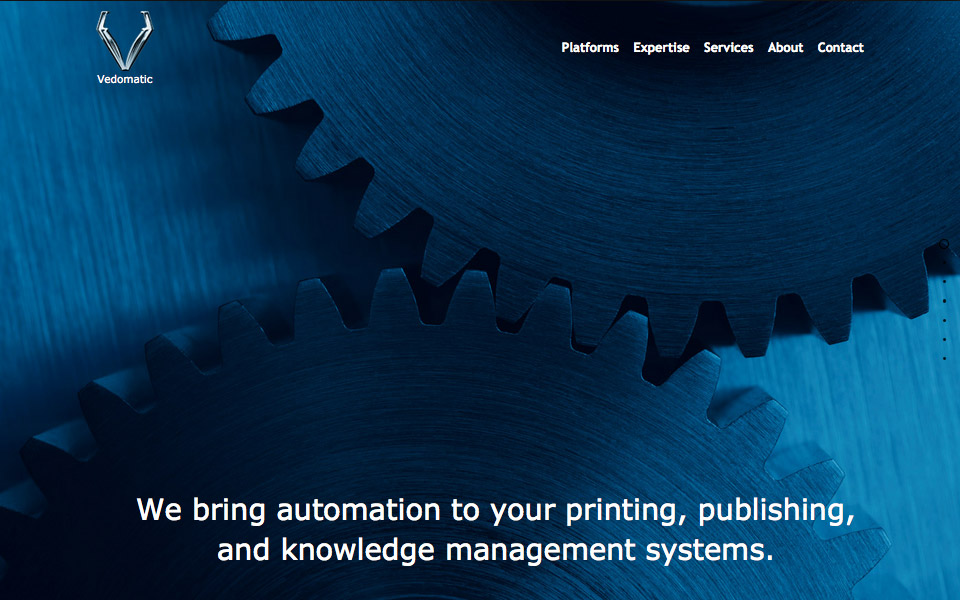 Vedomatic
Platforms Expertise Services About Contact
We bring automation to your printing, publishing,
and knowledge management systems.